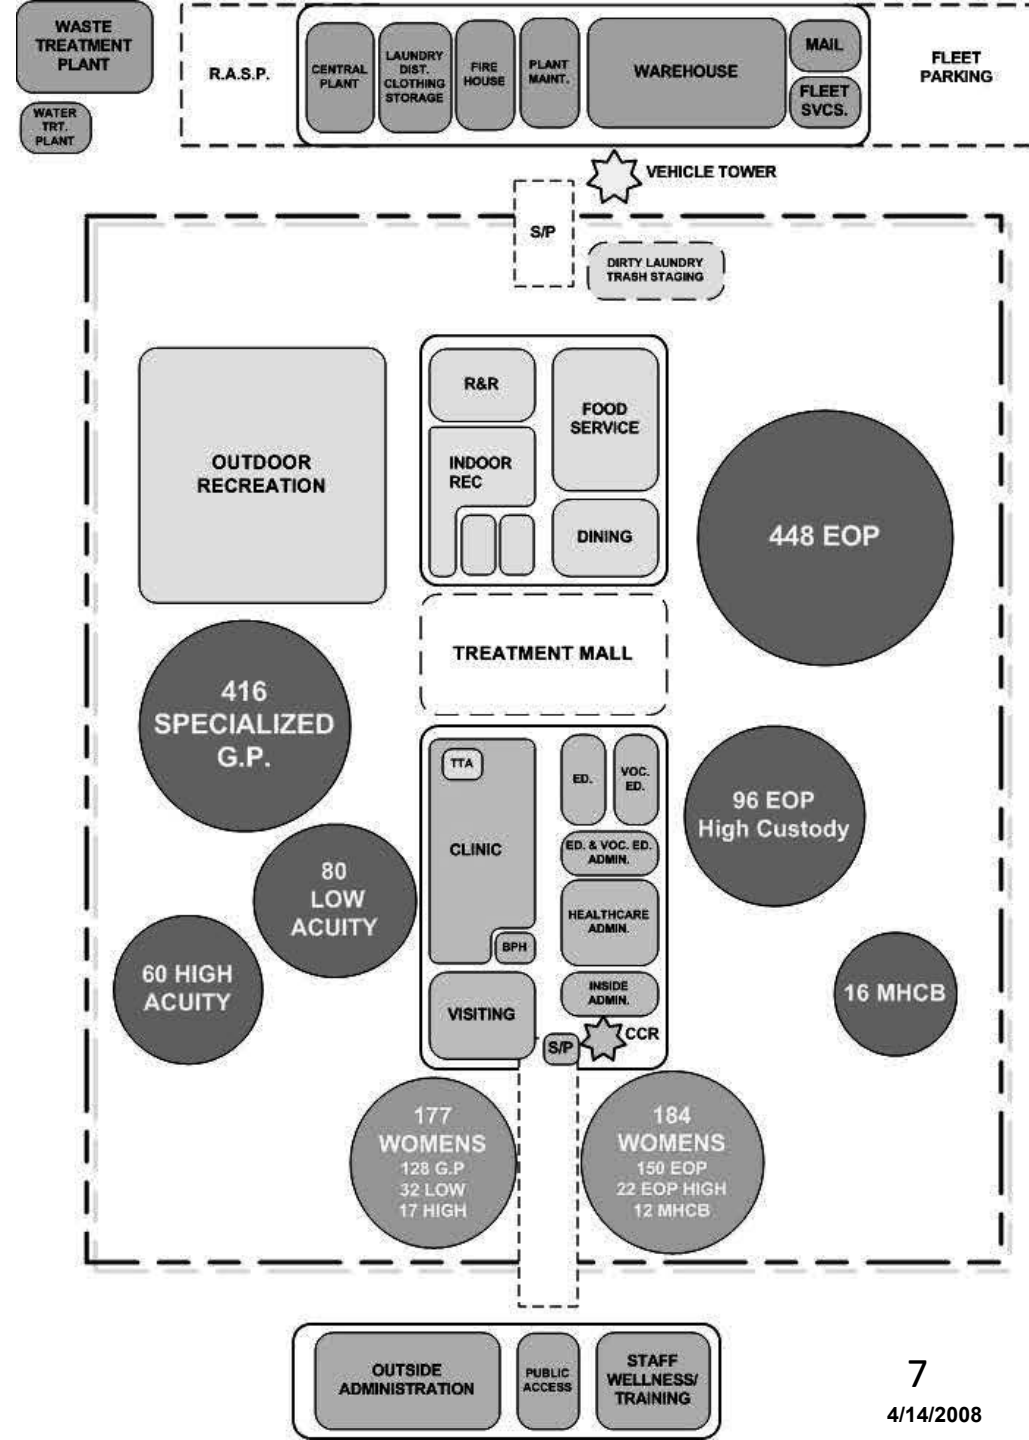 WASTE
TREATMENT
PLANT
WATER
TRT.
PLANT
R.A.S.P.
CENTRAL
PLANT
LAUNDRY
DIST.
CLOTHING
STORAGE
FIRE
HOUSE
PLANT
MAINT.
WAREHOUSE
MAIL
FLEET
SVCS.
FLEET
PARKING
VEHICLE TOWER
S/P
DIRTY LAUNDRY
TRASH STAGING
OUTDOOR
RECREATION
R&R
INDOOR
REC
FOOD
SERVICE
DINING
448 EOP
TREATMENT MALL
416
SPECIALIZED
G.P.
TTA
CLINIC
BPH
VISITING
ED.
VOC.
ED.
ED. & VOC. ED.
ADMIN.
HEALTHCARE
ADMIN.
INSIDE
ADMIN.
S/P
CCR
96 EOP
High Custody
80
LOW
ACUITY
60 HIGH
ACUITY
16 MHCB
177
WOMENS
128 G.P
32 LOW
17 HIGH
184
WOMENS
150 EOP
22 EOP HIGH
12 MHCB
OUTSIDE
ADMINISTRATION
PUBLIC
ACCESS
STAFF
WELLNESS/
TRAINING
7
4/14/2008